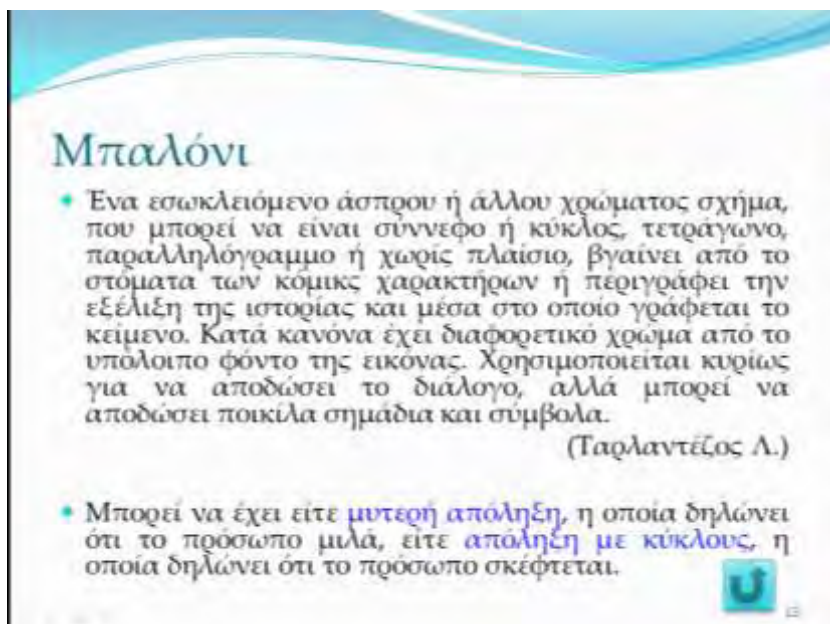 Μπαλόνι
• Ένα εσωκλειόμενο άσπρου ή άλλου χρώματος σχήμα,
που μπορεί να είναι σύννεφο ή κύκλος, τετράγωνο,
παραλληλόγραμμο ή χωρίς πλαίσιο, βγαίνει από το
στόματα των κόμικς χαρακτήρων ή περιγράφει την
εξέλιξη της ιστορίας και μέσα στο οποίο γράφεται το
κείμενο. Κατά κανόνα έχει διαφορετικό χρώμα από το
υπόλοιπο φόντο της εικόνας. Χρησιμοποιείται κυρίως
για να αποδώσει το διάλογο, αλλά μπορεί να
αποδώσει ποικίλα σημάδια και σύμβολα.
(Ταρλαντέζος Λ.)
• Μπορεί να έχει είτε μυτερή απόληξη, η οποία δηλώνει
ότι το πρόσωπο μιλά, είτε απόληξη με κύκλους, η
οποία δηλώνει ότι το πρόσωπο σκέφτεται.